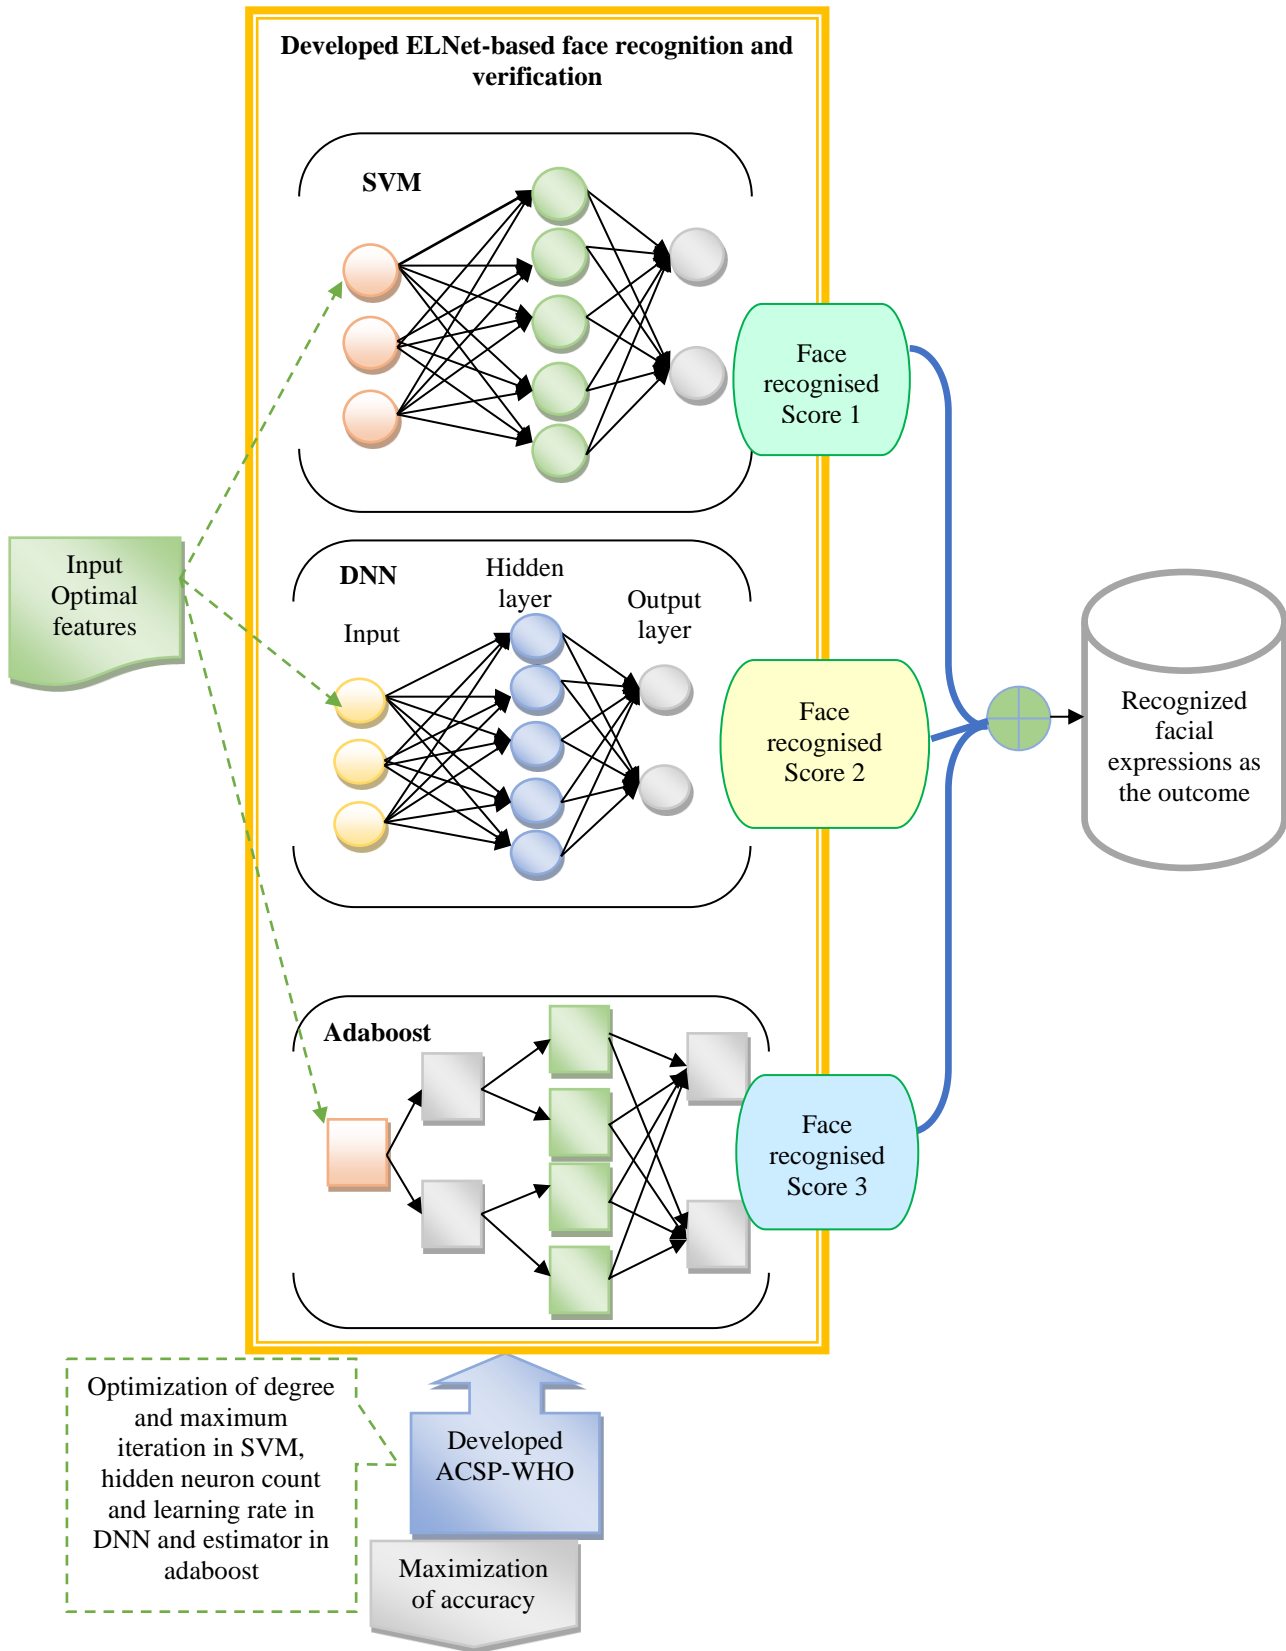 Developed ELNet-based face recognition and
verification
SVM
Face
recognised
Score 1
Input
Optimal
features
DNN
Hidden
layer
Input
Output
layer
Face
recognised
Score 2
Recognized
facial
expressions as
the outcome
Adaboost
Face
recognised
Score 3
Optimization of degree
and maximum
iteration in SVM,
hidden neuron count
and learning rate in
DNN and estimator in
adaboost
Developed
ACSP-WHO
Maximization
of accuracy